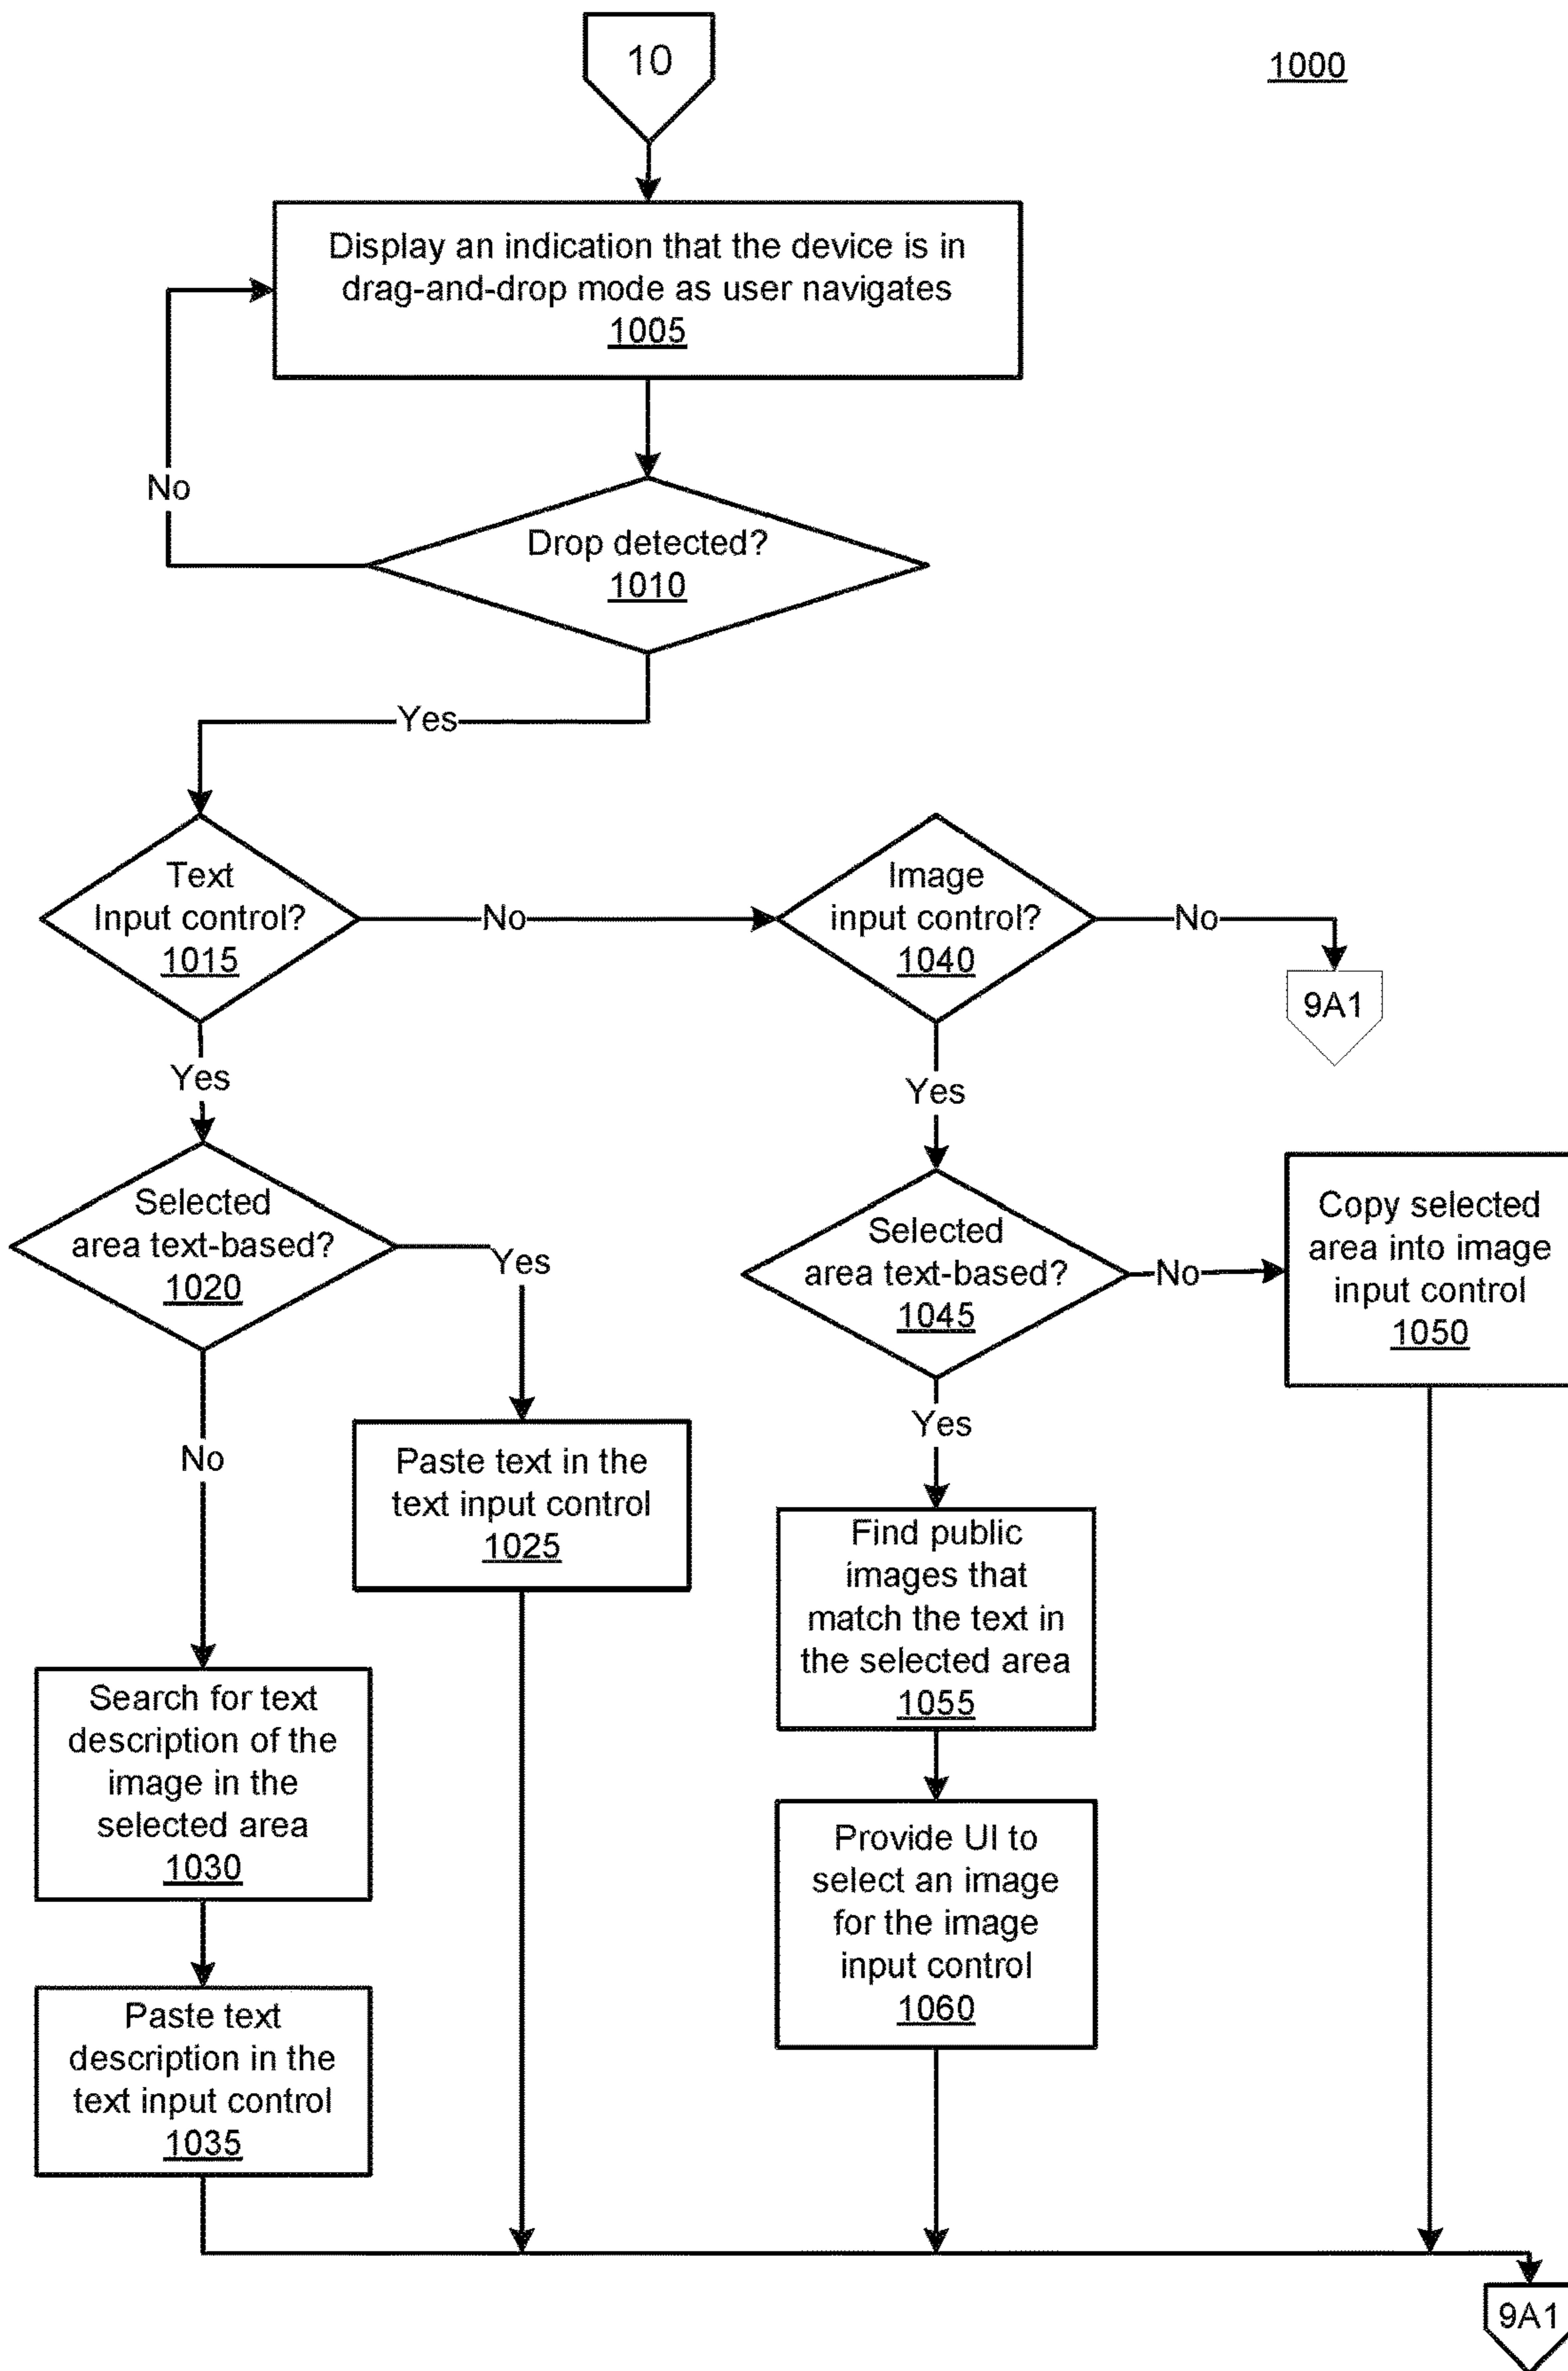 10
1000
Display an indication that the device is in
drag-and-drop mode as user navigates
1005
No
Drop detected?
1010
Yes
Text
Input control?
1015
No
Image
input control?
1040
No
9A1
Yes
Yes
Selected
area text-based?
1020
Yes
Selected
area text-based?
1045
No
Copy selected
area into image
input control
1050
No
Paste text in the
text input control
1025
Yes
Find public
images that
match the text in
the selected area
1055
Search for text
description of the
image in the
selected area
1030
Provide UI to
select an image
for the image
input control
1060
Paste text
description in the
text input control
1035
9A1